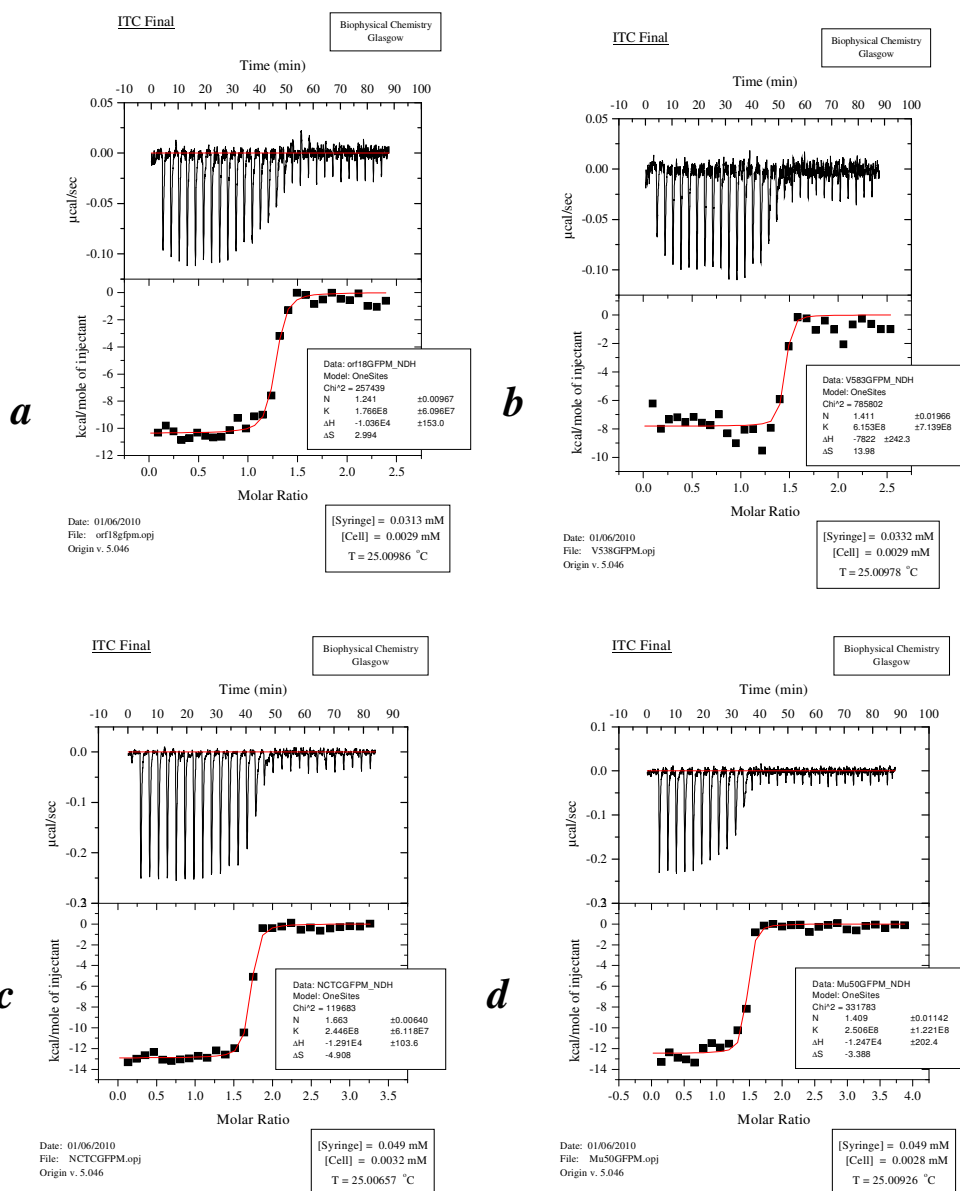 ITC Final
Biophysical Chemistry
Glasgow
Time (min)
-10 0 10 20 30 40 50 60 70 80 90 100
0.05
0.00
-0.05
-0.10
µcal/sec
0
-2
-4
-6
-8
-10
-12
kcal/mole of injectant
Data: orf18GFPM_NDH
Model: OneSites
Chi^2 = 257439
N 1.241 ±0.00967
K 1.766E8 ±6.096E7
ΔH -1.036E4 ±153.0
ΔS 2.994
a
0.0 0.5 1.0 1.5 2.0 2.5
Molar Ratio
Date: 01/06/2010
File: orf18gfpm.opj
Origin v. 5.046
[Syringe] = 0.0313 mM
[Cell] = 0.0029 mM
T = 25.00986 °C
ITC Final
Biophysical Chemistry
Glasgow
Time (min)
-10 0 10 20 30 40 50 60 70 80 90 100
0.05
0.00
-0.05
-0.10
µcal/sec
0
-2
-4
-6
-8
-10
kcal/mole of injectant
Data: V583GFPM_NDH
Model: OneSites
Chi^2 = 785802
N 1.411 ±0.01966
K 6.153E8 ±7.139E8
ΔH -7822 ±242.3
ΔS 13.98
b
0.0 0.5 1.0 1.5 2.0 2.5
Molar Ratio
Date: 01/06/2010
File: V538GFPM.opj
Origin v. 5.046
[Syringe] = 0.0332 mM
[Cell] = 0.0029 mM
T = 25.00978 °C
ITC Final
Biophysical Chemistry
Glasgow
Time (min)
-10 0 10 20 30 40 50 60 70 80 90
0.0
-0.1
-0.2
µcal/sec
0
-2
-4
-6
-8
-10
-12
-14
kcal/mole of injectant
Data: NCTCGFPM_NDH
Model: OneSites
Chi^2 = 119683
N 1.663 ±0.00640
K 2.446E8 ±6.118E7
ΔH -1.291E4 ±103.6
ΔS -4.908
c
0.0 0.5 1.0 1.5 2.0 2.5 3.0 3.5
Molar Ratio
Date: 01/06/2010
File: NCTCGFPM.opj
Origin v. 5.046
[Syringe] = 0.049 mM
[Cell] = 0.0032 mM
T = 25.00657 °C
ITC Final
Biophysical Chemistry
Glasgow
Time (min)
-10 0 10 20 30 40 50 60 70 80 90 100
0.1
0.0
-0.1
-0.2
µcal/sec
0
-2
-4
-6
-8
-10
-12
-14
kcal/mole of injectant
Data: Mu50GFPM_NDH
Model: OneSites
Chi^2 = 331783
N 1.409 ±0.01142
K 2.506E8 ±1.221E8
ΔH -1.247E4 ±202.4
ΔS -3.388
d
-0.5 0.0 0.5 1.0 1.5 2.0 2.5 3.0 3.5 4.0
Molar Ratio
Date: 01/06/2010
File: Mu50GFPM.opj
Origin v. 5.046
[Syringe] = 0.049 mM
[Cell] = 0.0028 mM
T = 25.00926 °C